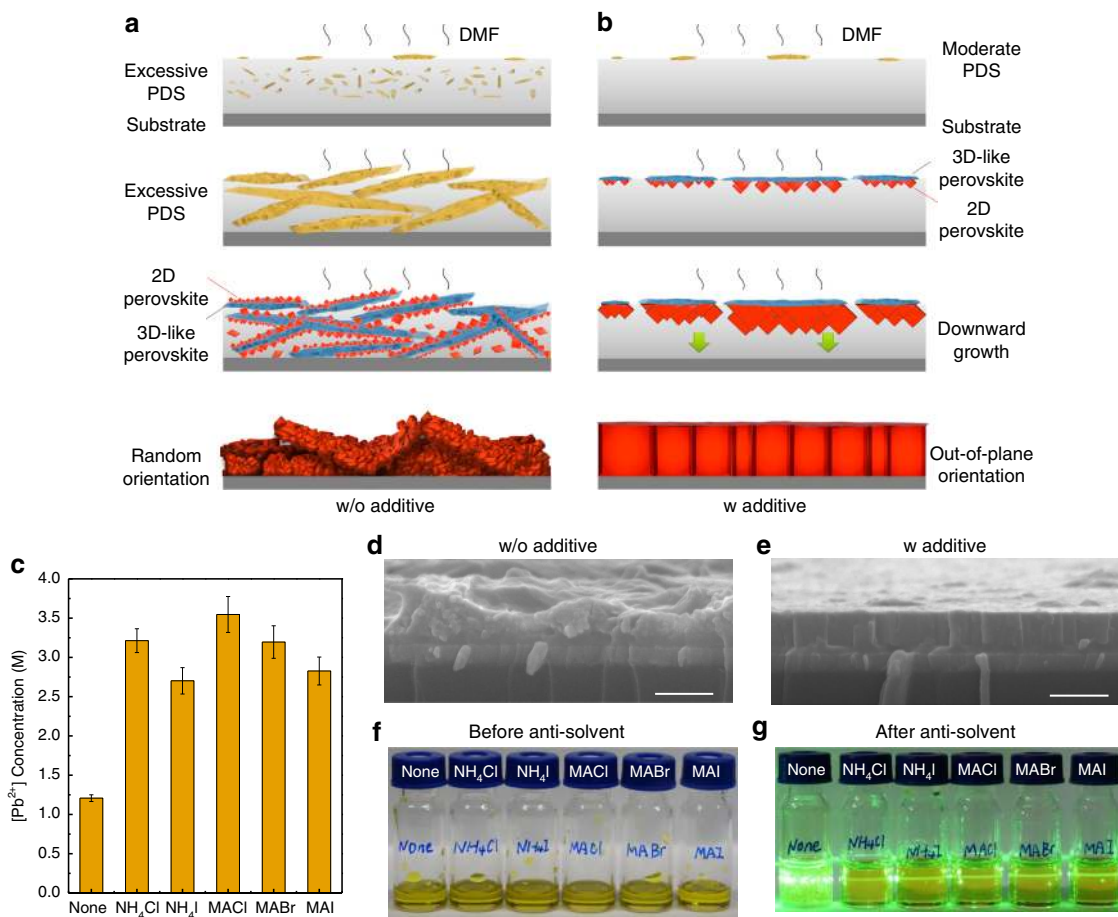 a
DMF
Excessive
PDS
Substrate
Excessive
PDS
2D
perovskite
3D-like
perovskite
Random
orientation
w/o additive
b
DMF
Moderate
PDS
Substrate
3D-like
perovskite
2D
perovskite
Downward
growth
Out-of-plane
orientation
w additive
c
[Pb²⁺] Concentration (M)
4.0
3.5
3.0
2.5
2.0
1.5
1.0
0.5
0.0
None NH₄Cl NH₄I MACl MABr MAI
d
w/o additive
e
w additive
f
Before anti-solvent
None NH₄Cl NH₄I MACl MABr MAI
None NH4Cl NH4I MACl MABr MAI
g
After anti-solvent
None NH₄Cl NH₄I MACl MABr MAI
None NH4Cl NH4I MACl MABr MAI